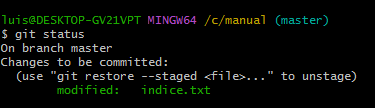 luis@DESKTOP-GV21VPT MINGW64 /c/manual (master)
$ git status
On branch master
Changes to be committed:
  (use "git restore --staged <file>..." to unstage)
        modified:   indice.txt